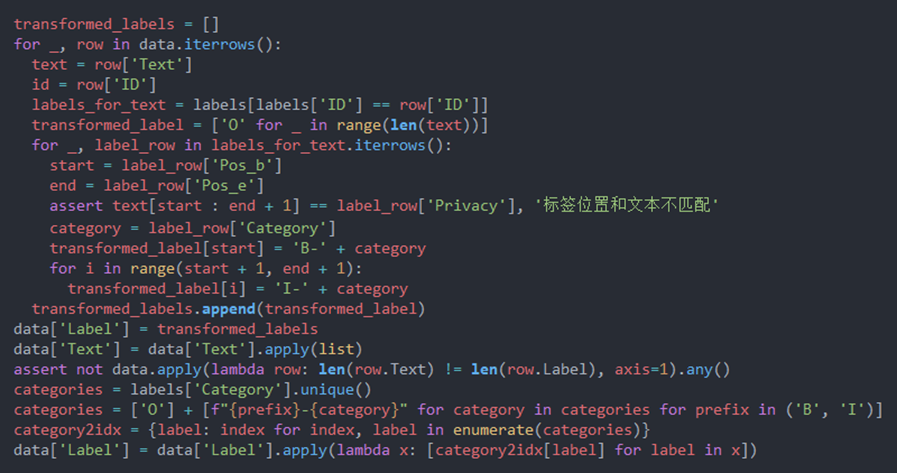 transformed_labels = []
for _, row in data.iterrows():
  text = row['Text']
  id = row['ID']
  labels_for_text = labels[labels['ID'] == row['ID']]
  transformed_label = ['O' for _ in range(len(text))]
  for _, label_row in labels_for_text.iterrows():
    start = label_row['Pos_b']
    end = label_row['Pos_e']
    assert text[start : end + 1] == label_row['Privacy'], '标签位置和文本不匹配'
    category = label_row['Category']
    transformed_label[start] = 'B-' + category
    for i in range(start + 1, end + 1):
      transformed_label[i] = 'I-' + category
  transformed_labels.append(transformed_label)
data['Label'] = transformed_labels
data['Text'] = data['Text'].apply(list)
assert not data.apply(lambda row: len(row.Text) != len(row.Label), axis=1).any()
categories = labels['Category'].unique()
categories = ['O'] + [f"{prefix}-{category}" for category in categories for prefix in ('B', 'I')]
category2idx = {label: index for index, label in enumerate(categories)}
data['Label'] = data['Label'].apply(lambda x: [category2idx[label] for label in x])